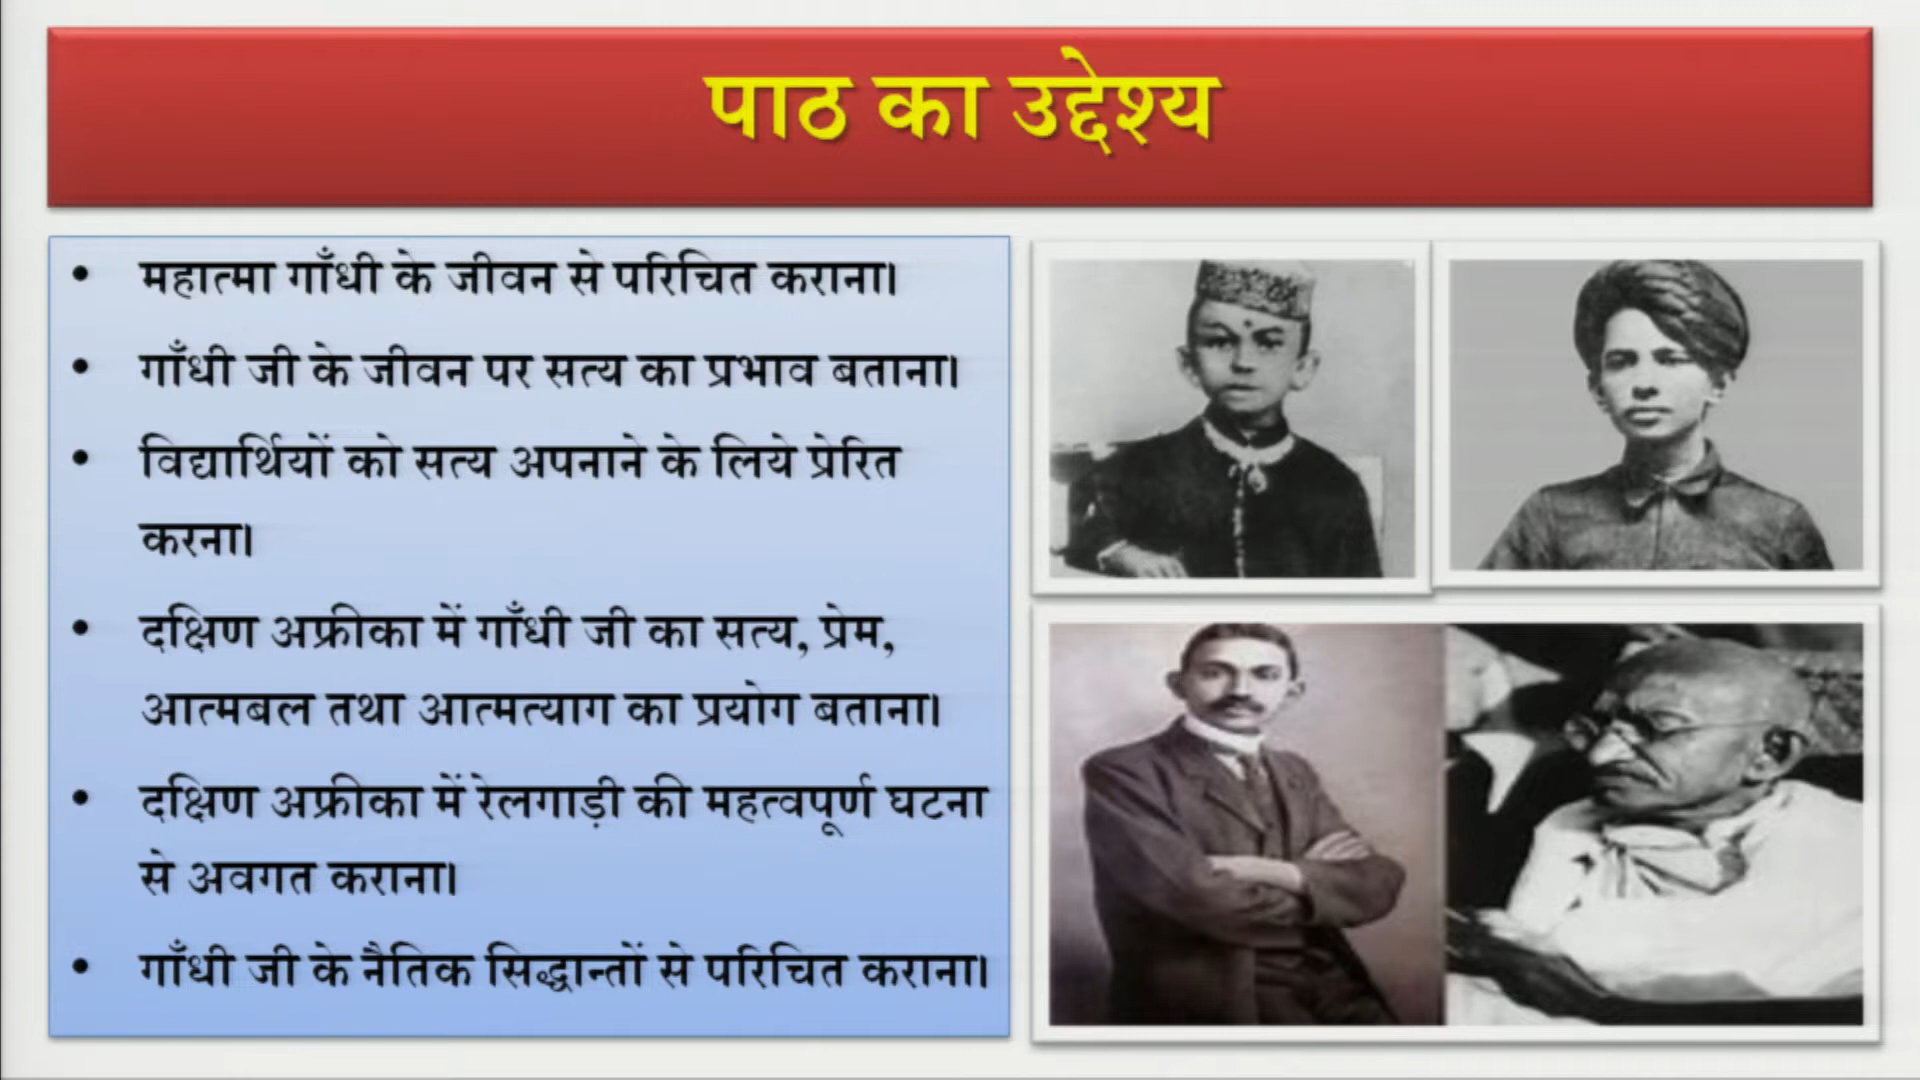 पाठ का उद्देश्य
• महात्मा गाँधी के जीवन से परिचित कराना।
• गाँधी जी के जीवन पर सत्य का प्रभाव बताना।
• विद्यार्थियों को सत्य अपनाने के लिये प्रेरित
करना।
• दक्षिण अफ्रीका में गाँधी जी का सत्य, प्रेम,
आत्मबल तथा आत्मत्याग का प्रयोग बताना।
• दक्षिण अफ्रीका में रेलगाड़ी की महत्वपूर्ण घटना
से अवगत कराना।
• गाँधी जी के नैतिक सिद्धान्तों से परिचित कराना।